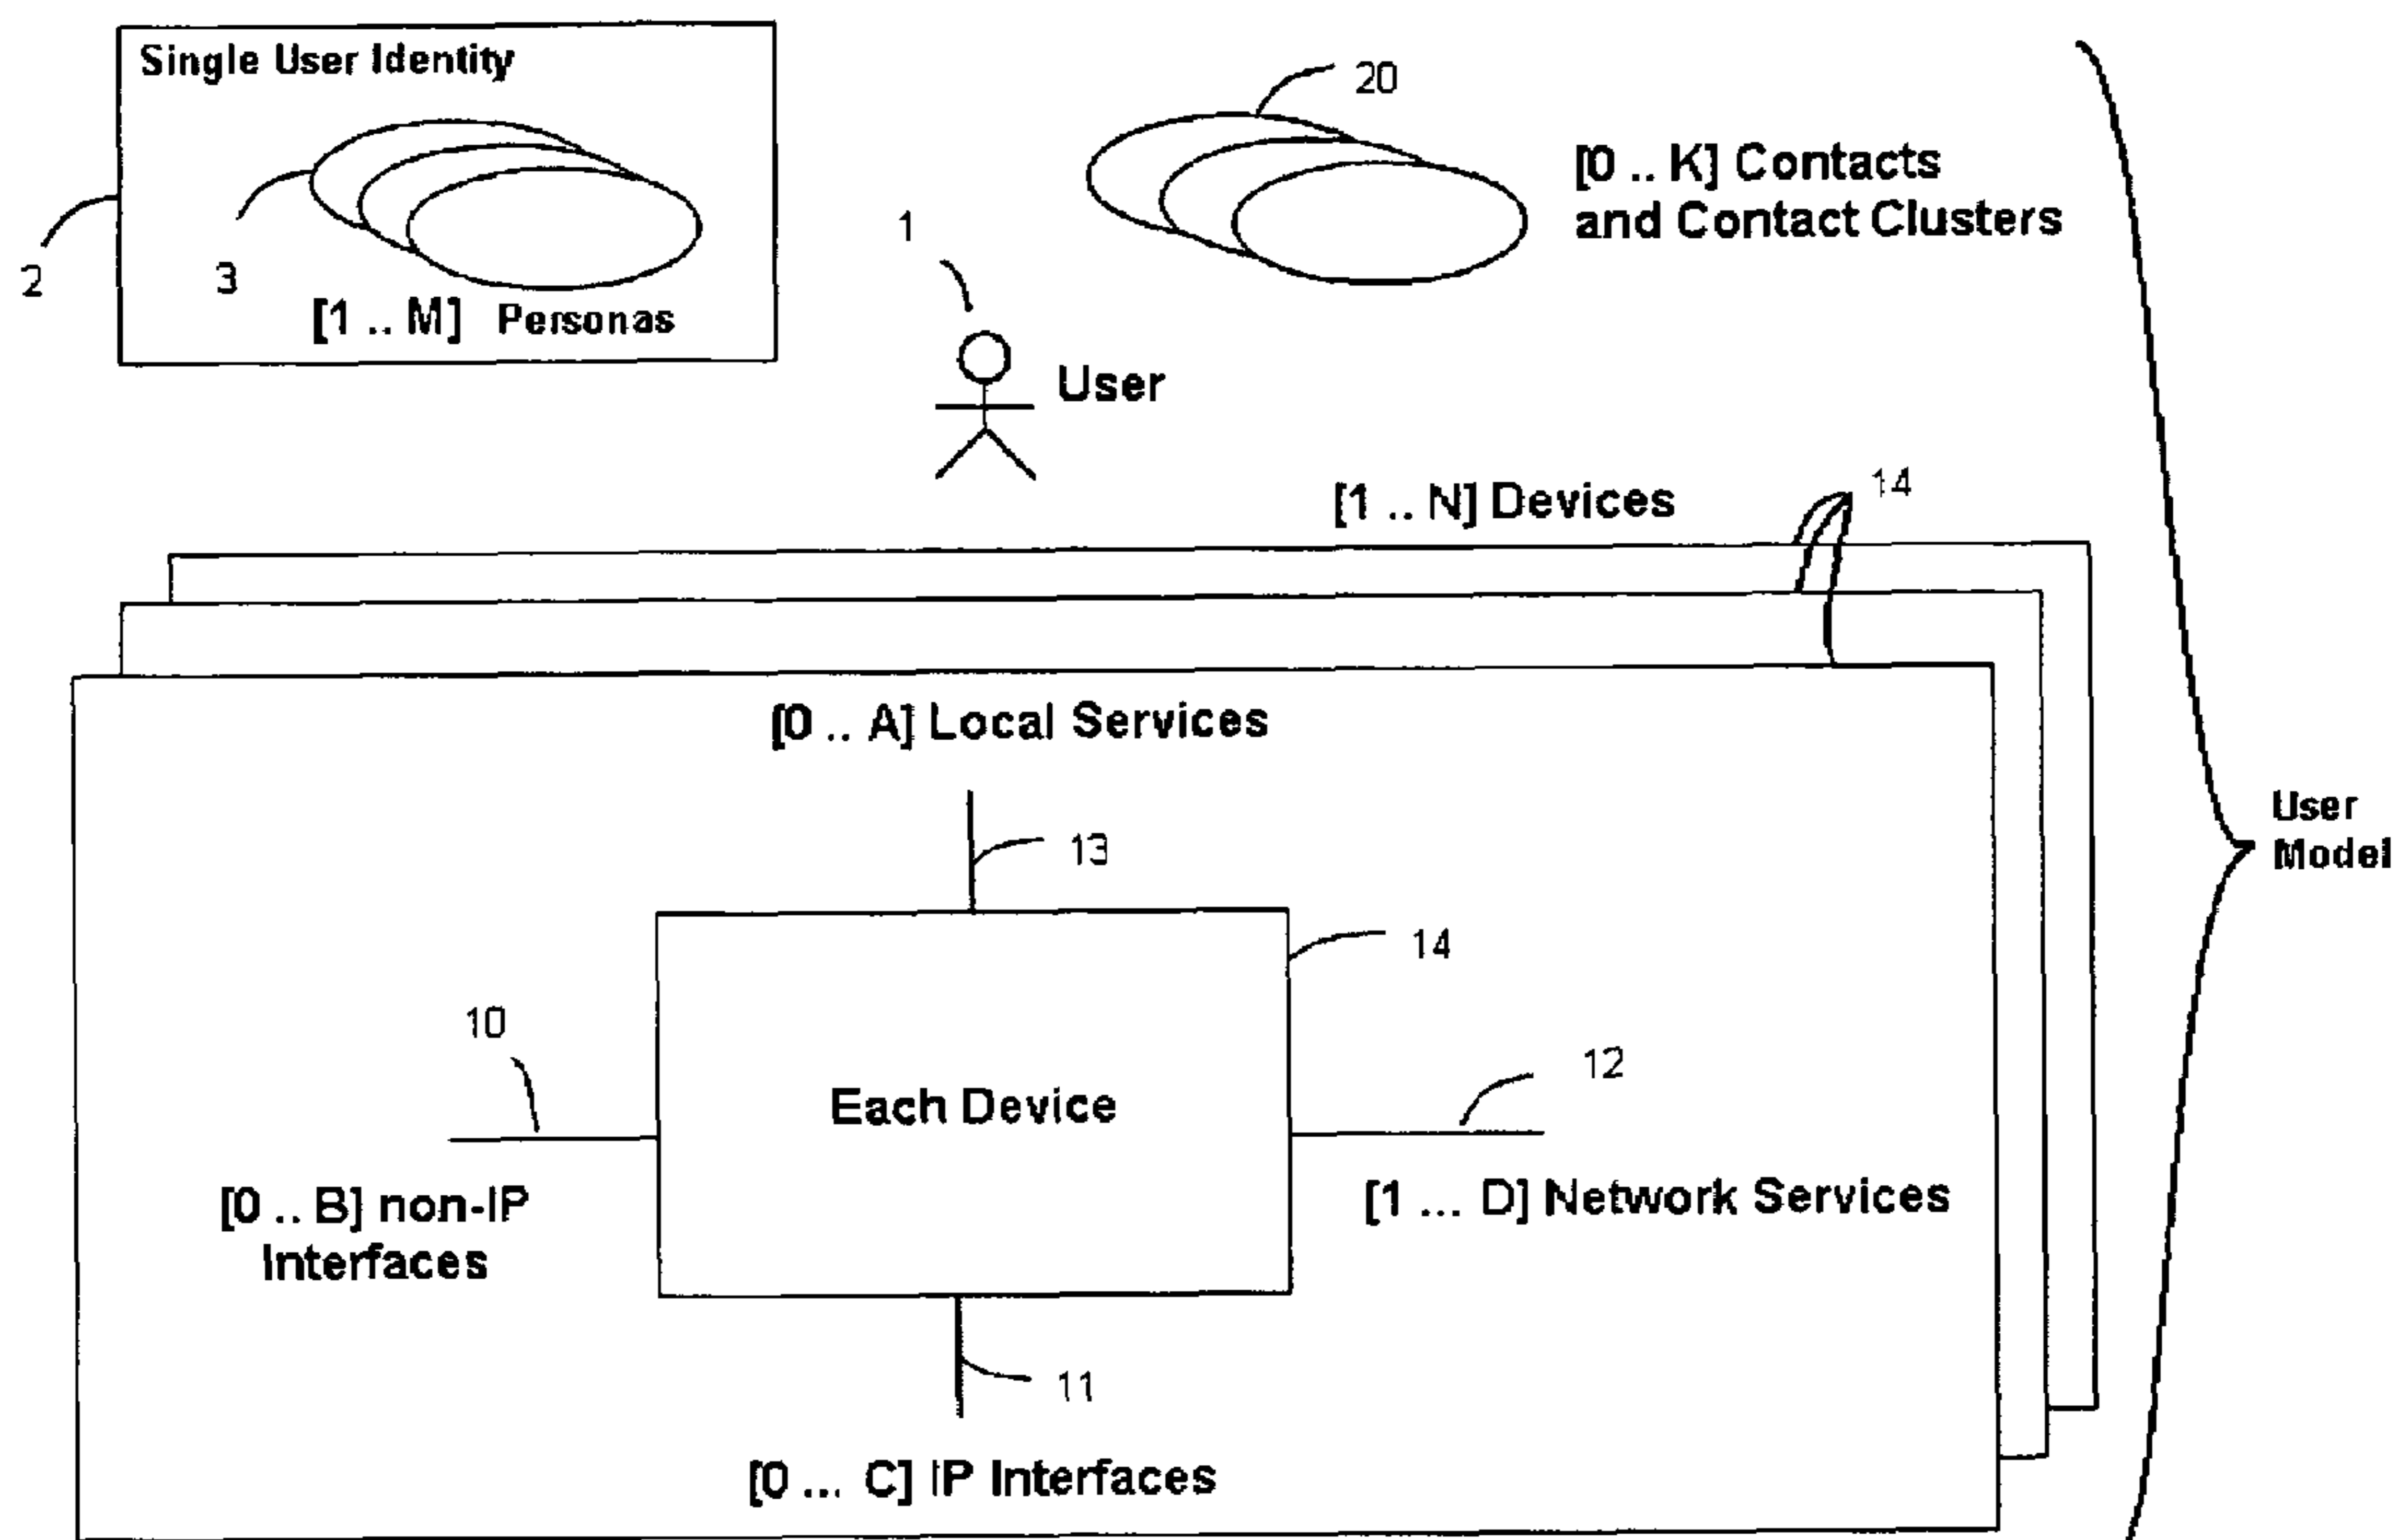 Single User Identity
20
[0 .. K] Contacts
and Contact Clusters
1
2
3
[1 .. M] Personas
User
[1 .. N] Devices
14
[0 .. A] Local Services
User
Model
13
14
10
12
Each Device
[0 .. B] non-IP
Interfaces
[1 ... D] Network Services
11
[0 ... C] IP Interfaces